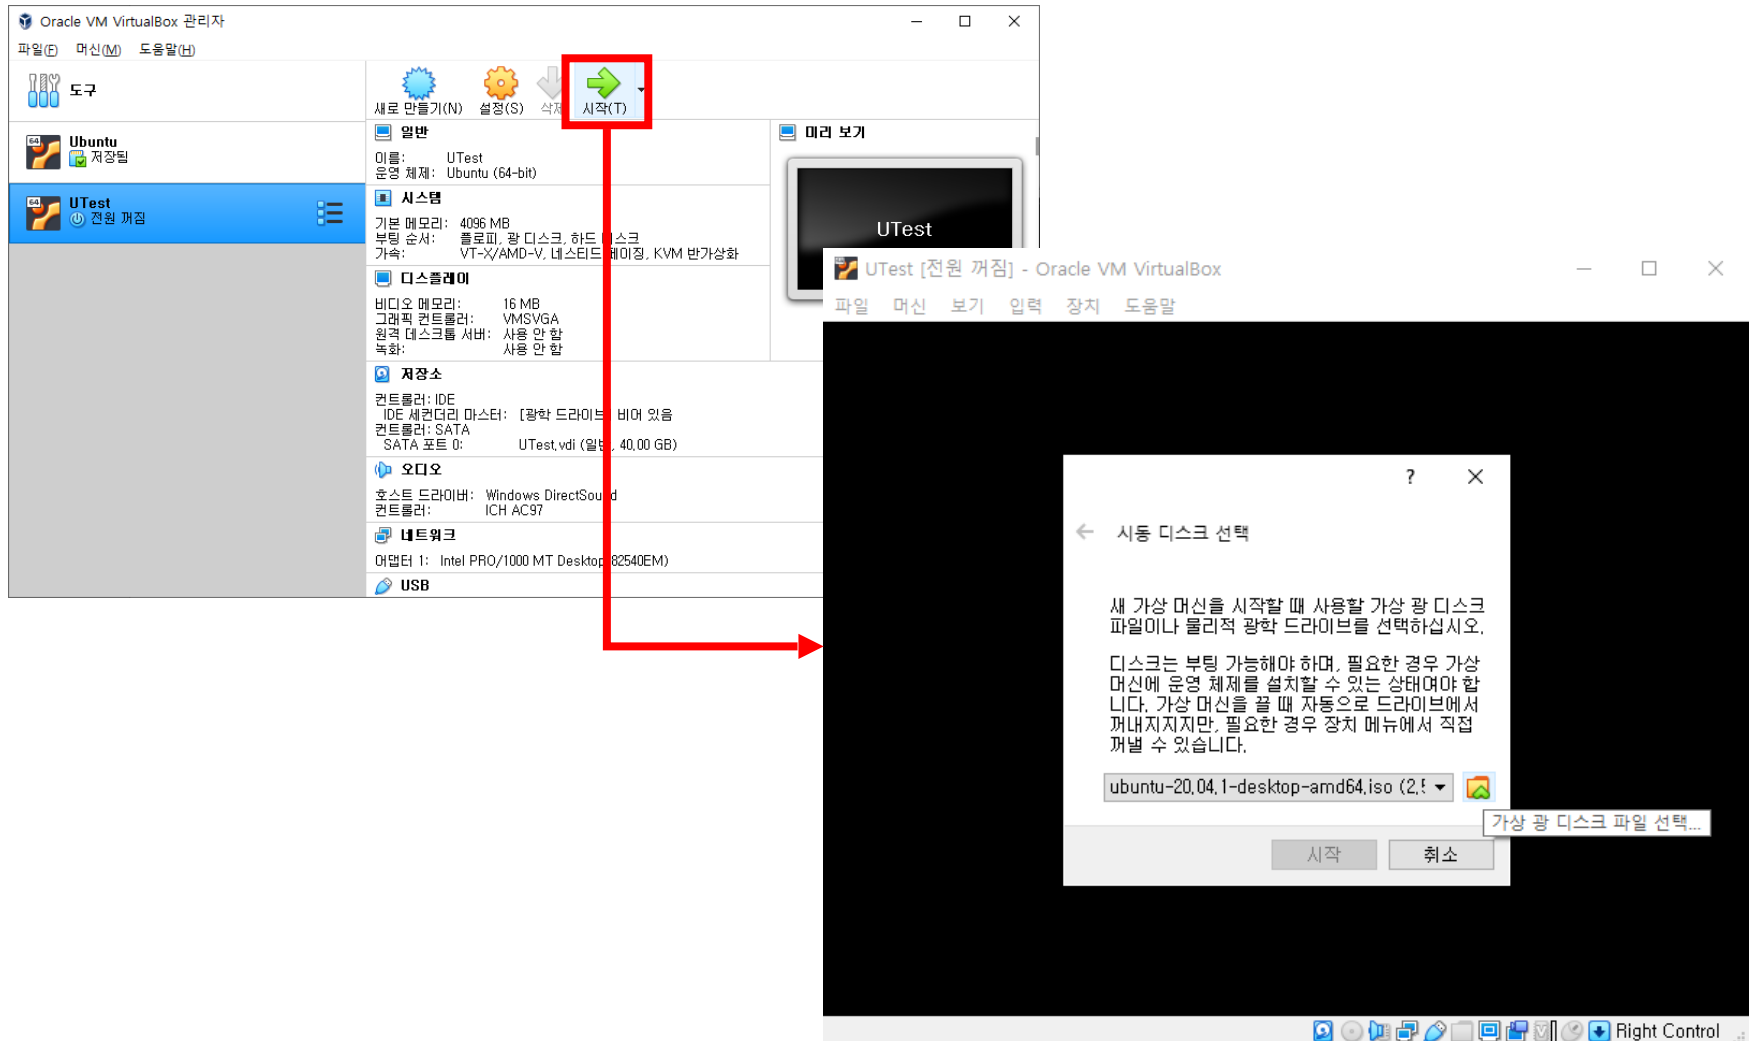 Oracle VM VirtualBox 관리자
파일(F) 머신(M) 도움말(H)
도구
새로 만들기(N) 설정(S) 시작(T)
Ubuntu
저장됨
UTest
전원 꺼짐
일반
이름: UTest
운영 체제: Ubuntu (64-bit)
시스템
기본 메모리: 4096 MB
부팅 순서: 플로피, 광 디스크, 하드 디스크
가속: VT-x/AMD-V, 네스티드 페이징, KVM 반가상화
디스플레이
비디오 메모리: 16 MB
그래픽 컨트롤러: VMSVGA
원격 데스크톱 서버: 사용 안 함
녹화: 사용 안 함
저장소
컨트롤러: IDE
IDE 세컨더리 마스터: [광학 드라이브] 비어 있음
컨트롤러: SATA
SATA 포트 0: UTest.vdi (일반, 40.00 GB)
오디오
호스트 드라이버: Windows DirectSound
컨트롤러: ICH AC97
네트워크
어댑터 1: Intel PRO/1000 MT Desktop 82540EM)
USB
미리 보기
UTest
UTest [전원 꺼짐] - Oracle VM VirtualBox
파일 머신 보기 입력 장치 도움말
시동 디스크 선택
새 가상 머신을 시작할 때 사용할 가상 광 디스크
파일이나 물리적 광학 드라이브를 선택하십시오.
디스크는 부팅 가능해야 하며, 필요한 경우 가상
머신에 운영 체제를 설치할 수 있는 상태여야 합
니다. 가상 머신을 끌 때 자동으로 드라이브에서
꺼내지지지만, 필요한 경우 장치 메뉴에서 직접
꺼낼 수 있습니다.
ubuntu-20.04.1-desktop-amd64.iso (2.5
가상 광 디스크 파일 선택...
시작 취소
Right Control